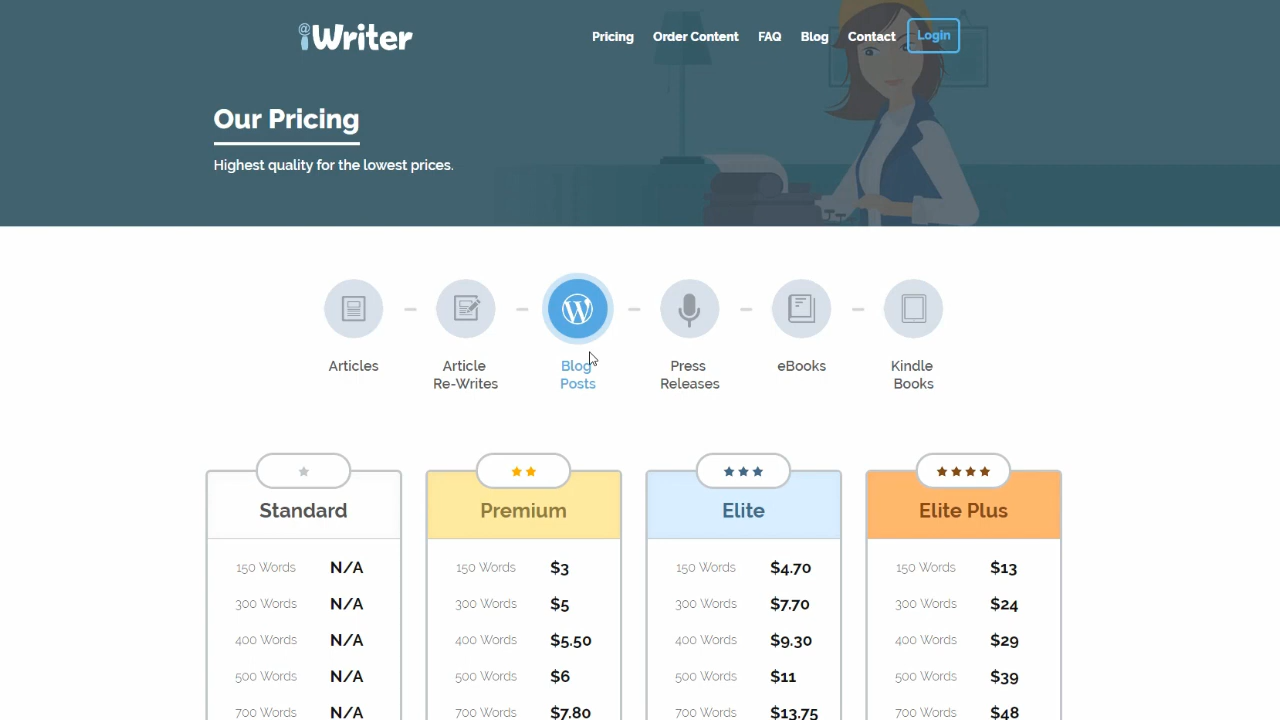 @iWriter
Pricing Order Content FAQ Blog Contact Login
Our Pricing
Highest quality for the lowest prices.
Articles
Article
Re-Writes
Blog
Posts
Press
Releases
eBooks
Kindle
Books
Standard Premium Elite Elite Plus
150 Words N/A 150 Words $3 150 Words $4.70 150 Words $13
300 Words N/A 300 Words $5 300 Words $7.70 300 Words $24
400 Words N/A 400 Words $5.50 400 Words $9.30 400 Words $29
500 Words N/A 500 Words $6 500 Words $11 500 Words $39
700 Words N/A 700 Words $7.80 700 Words $13.75 700 Words $48